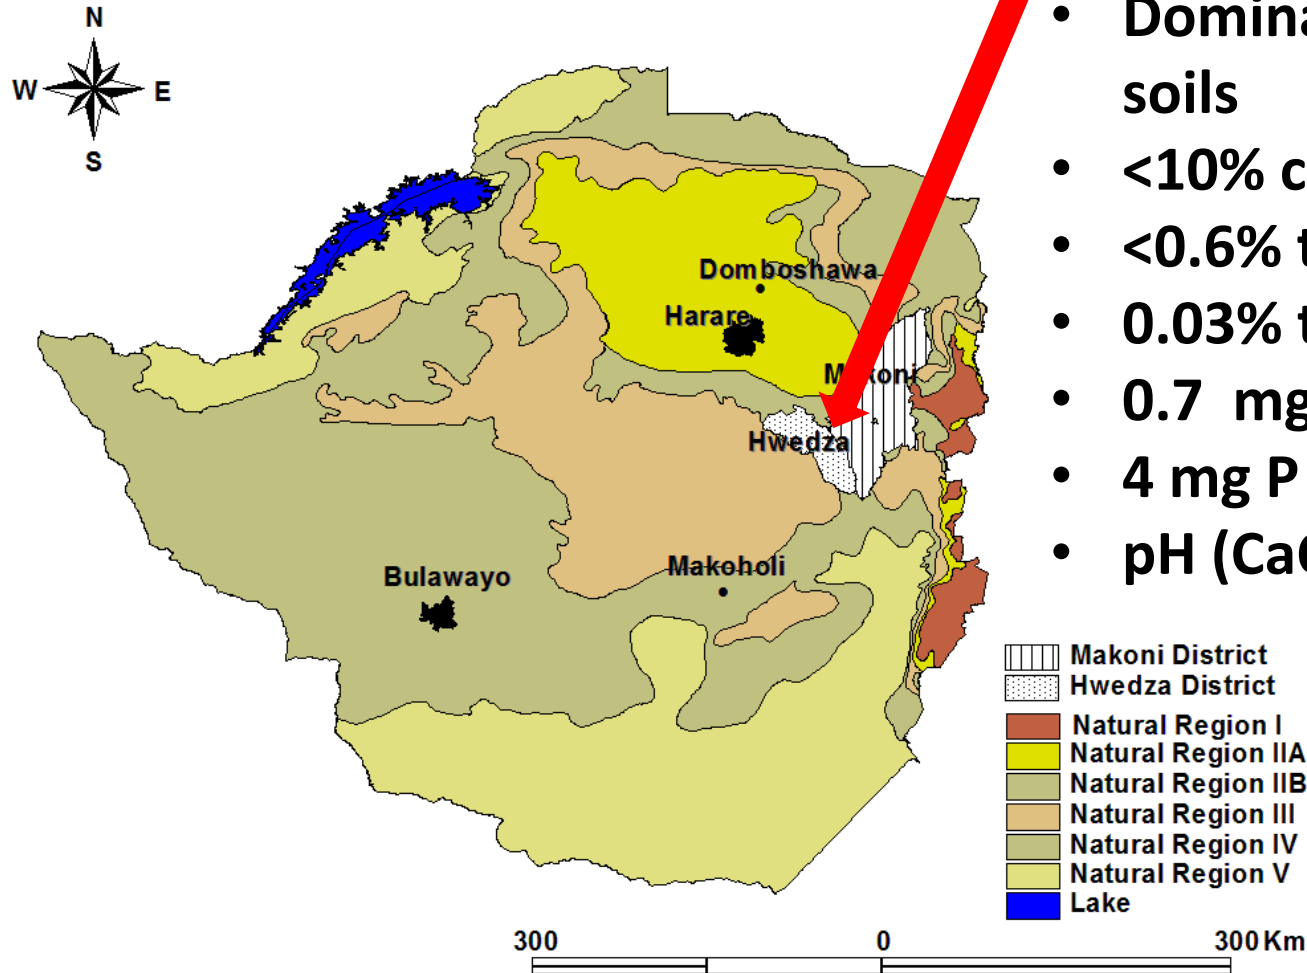 N
W E
S
Domboshawa
Harare
Makoni
Hwedza
Makoholi
Bulawayo
• Domina
soils
• <10% c
• <0.6% t
• 0.03% t
• 0.7 mg
• 4 mg P
• pH (Ca
Makoni District
Hwedza District
Natural Region I
Natural Region IIA
Natural Region IIB
Natural Region III
Natural Region IV
Natural Region V
Lake
300 0 300 Km